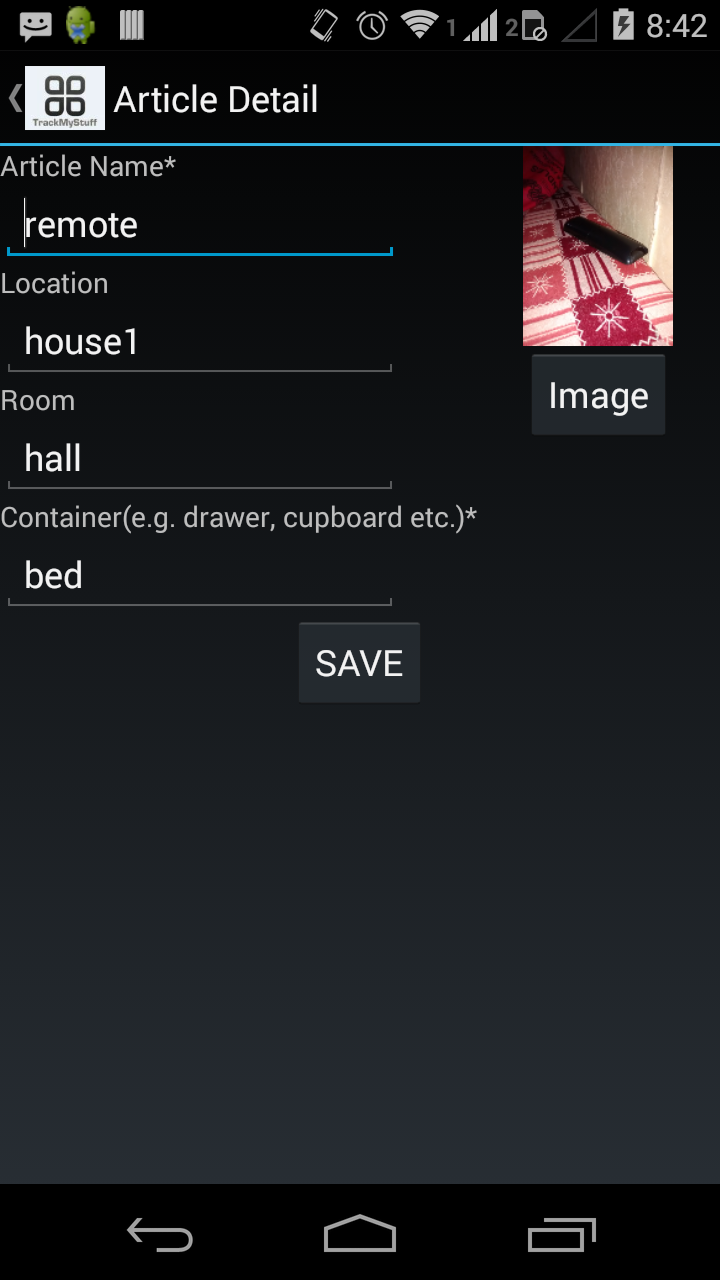 1 2 8:42
TrackMyStuff
Article Detail
Article Name*
remote
Location
house1
Room
hall
Image
Container(e.g. drawer, cupboard etc.)*
bed
SAVE